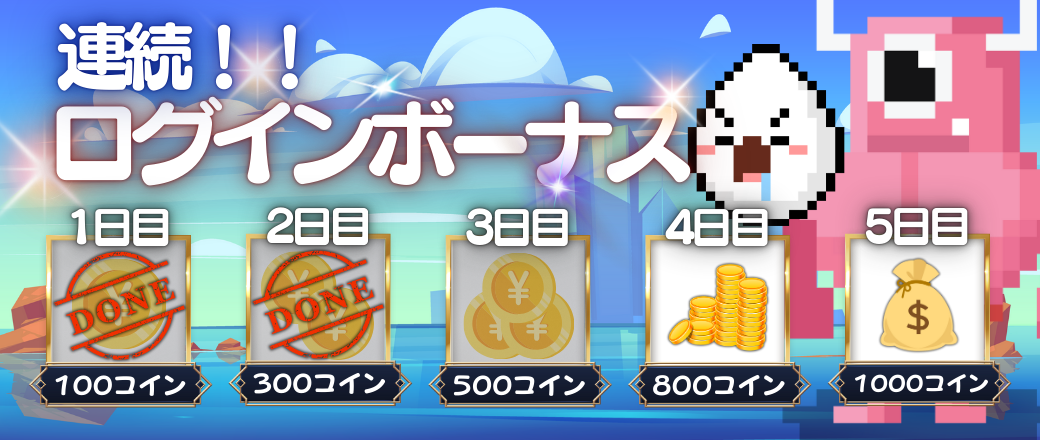 連続！！
ログインボーナス
1日目
2日目
3日目
4日目
5日目
DONE
DONE
¥
¥ ¥
$
100コイン
300コイン
500コイン
800コイン
1000コイン